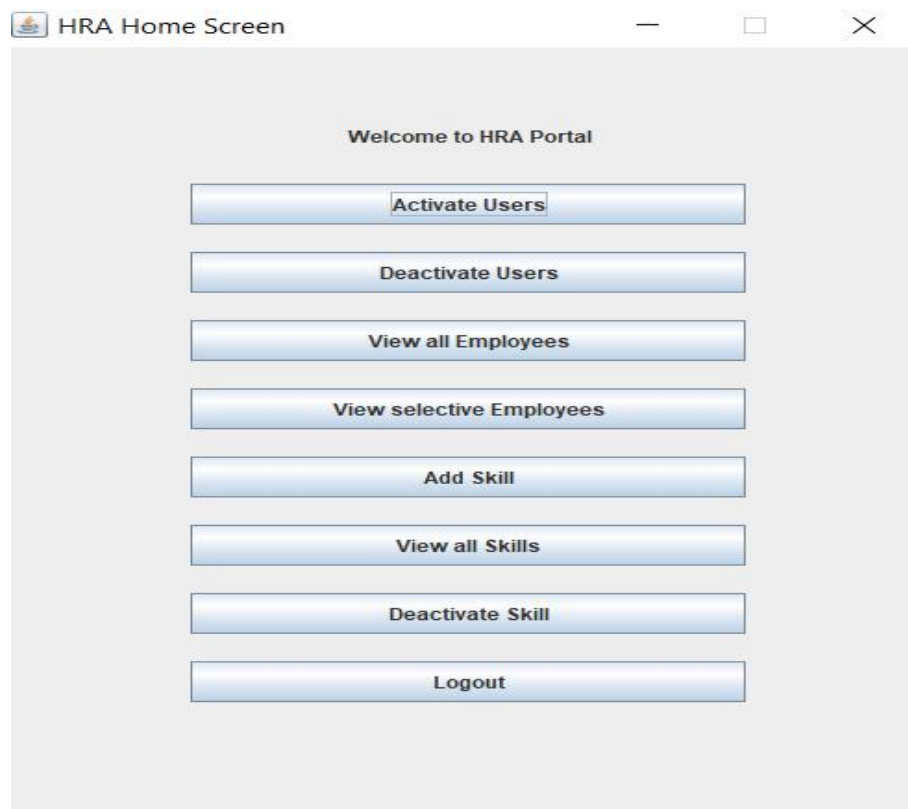 HRA Home Screen
Welcome to HRA Portal
Activate Users
Deactivate Users
View all Employees
View selective Employees
Add Skill
View all Skills
Deactivate Skill
Logout